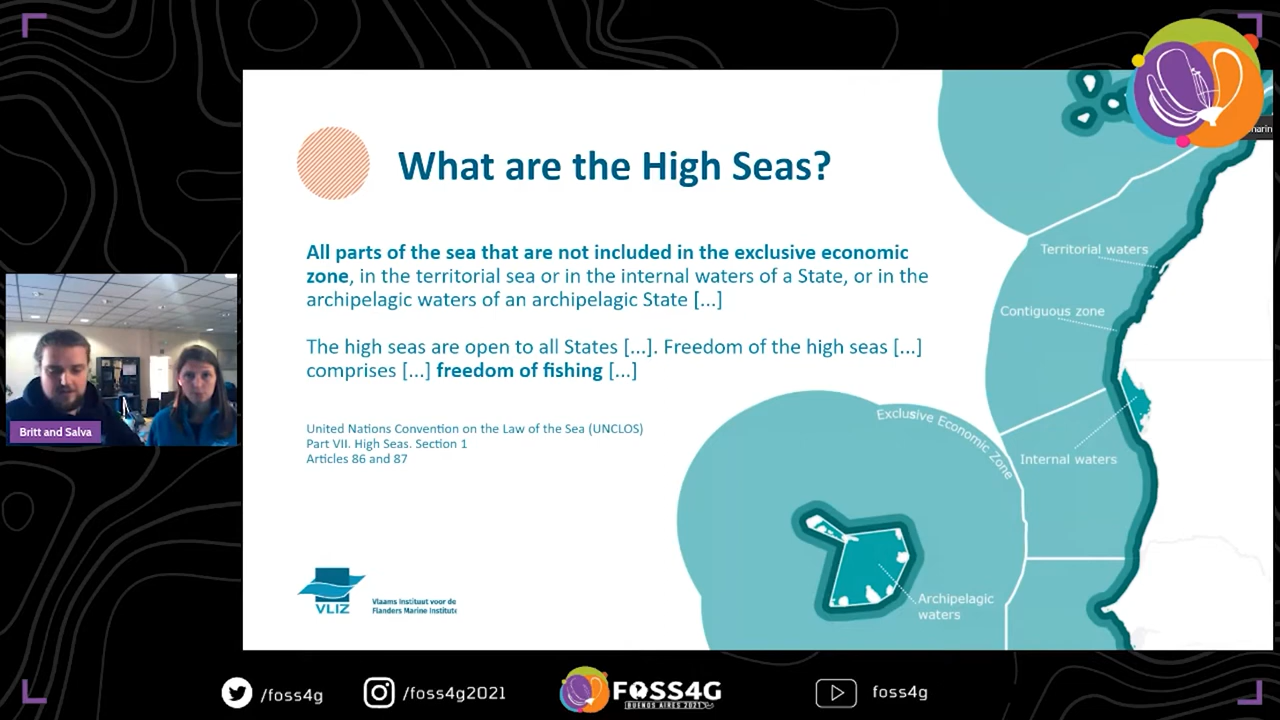 What are the High Seas?
All parts of the sea that are not included in the exclusive economic
zone, in the territorial sea or in the internal waters of a State, or in the
archipelagic waters of an archipelagic State [...]
The high seas are open to all States [...]. Freedom of the high seas [...]
comprises [...] freedom of fishing [...]
United Nations Convention on the Law of the Sea (UNCLOS)
Part VII. High Seas. Section 1
Articles 86 and 87
Territorial waters
Contiguous zone
Exclusive Economic Zone
Internal waters
Archipelagic
waters
Britt and Salva
VLIZ
Vlaams Instituut voor de
Flanders Marine Institute
/foss4g
/foss4g2021
FOSS4G
BUENOS AIRES 2021
foss4g